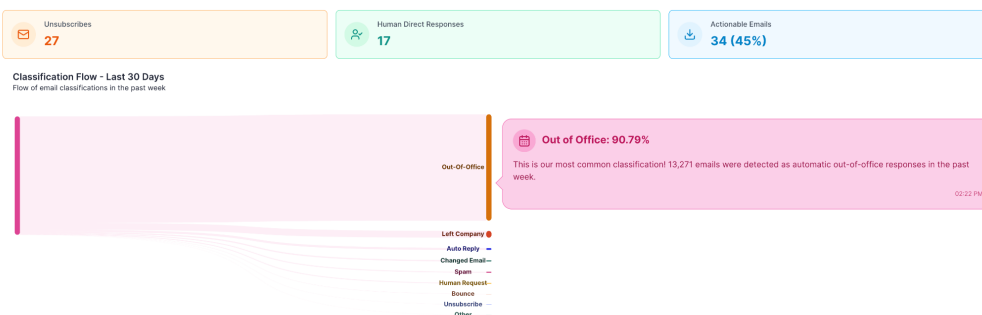 Unsubscribes
27
Human Direct Responses
17
Actionable Emails
34 (45%)
Classification Flow - Last 30 Days
Flow of email classifications in the past week
Out-Of-Office
Left Company
Auto Reply
Changed Email
Spam
Human Request
Bounce
Unsubscribe
Other
Out of Office: 90.79%
This is our most common classification! 13,271 emails were detected as automatic out-of-office responses in the past
week.
02:22 PM